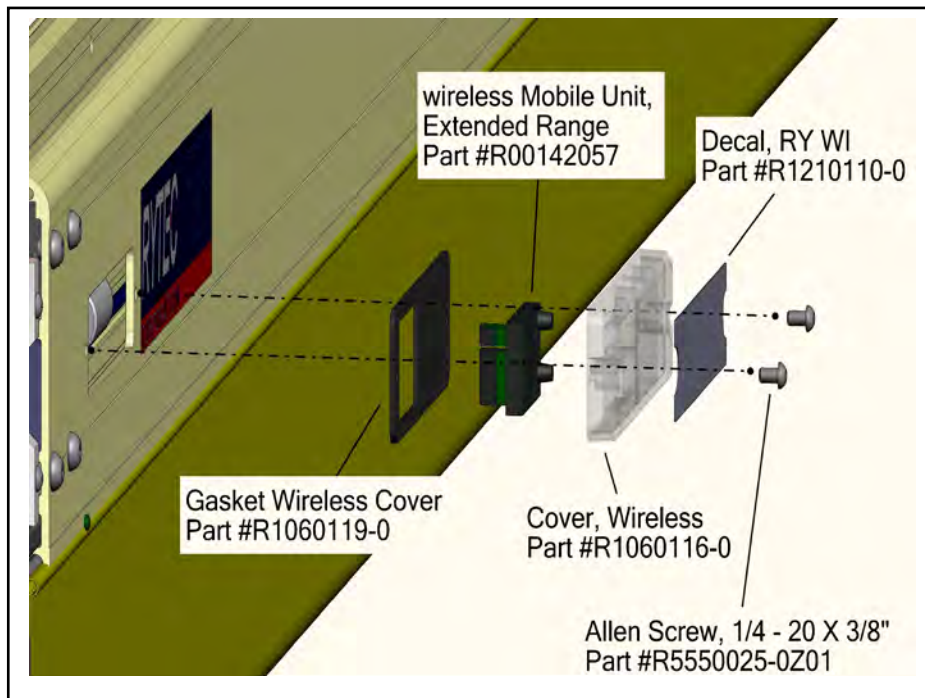 wireless Mobile Unit,
Extended Range
Part #R00142057
Decal, RY WI
Part #R1210110-0
RYTEC
Gasket Wireless Cover
Part #R1060119-0
Cover, Wireless
Part #R1060116-0
Allen Screw, 1/4 - 20 X 3/8"
Part #R5550025-0Z01